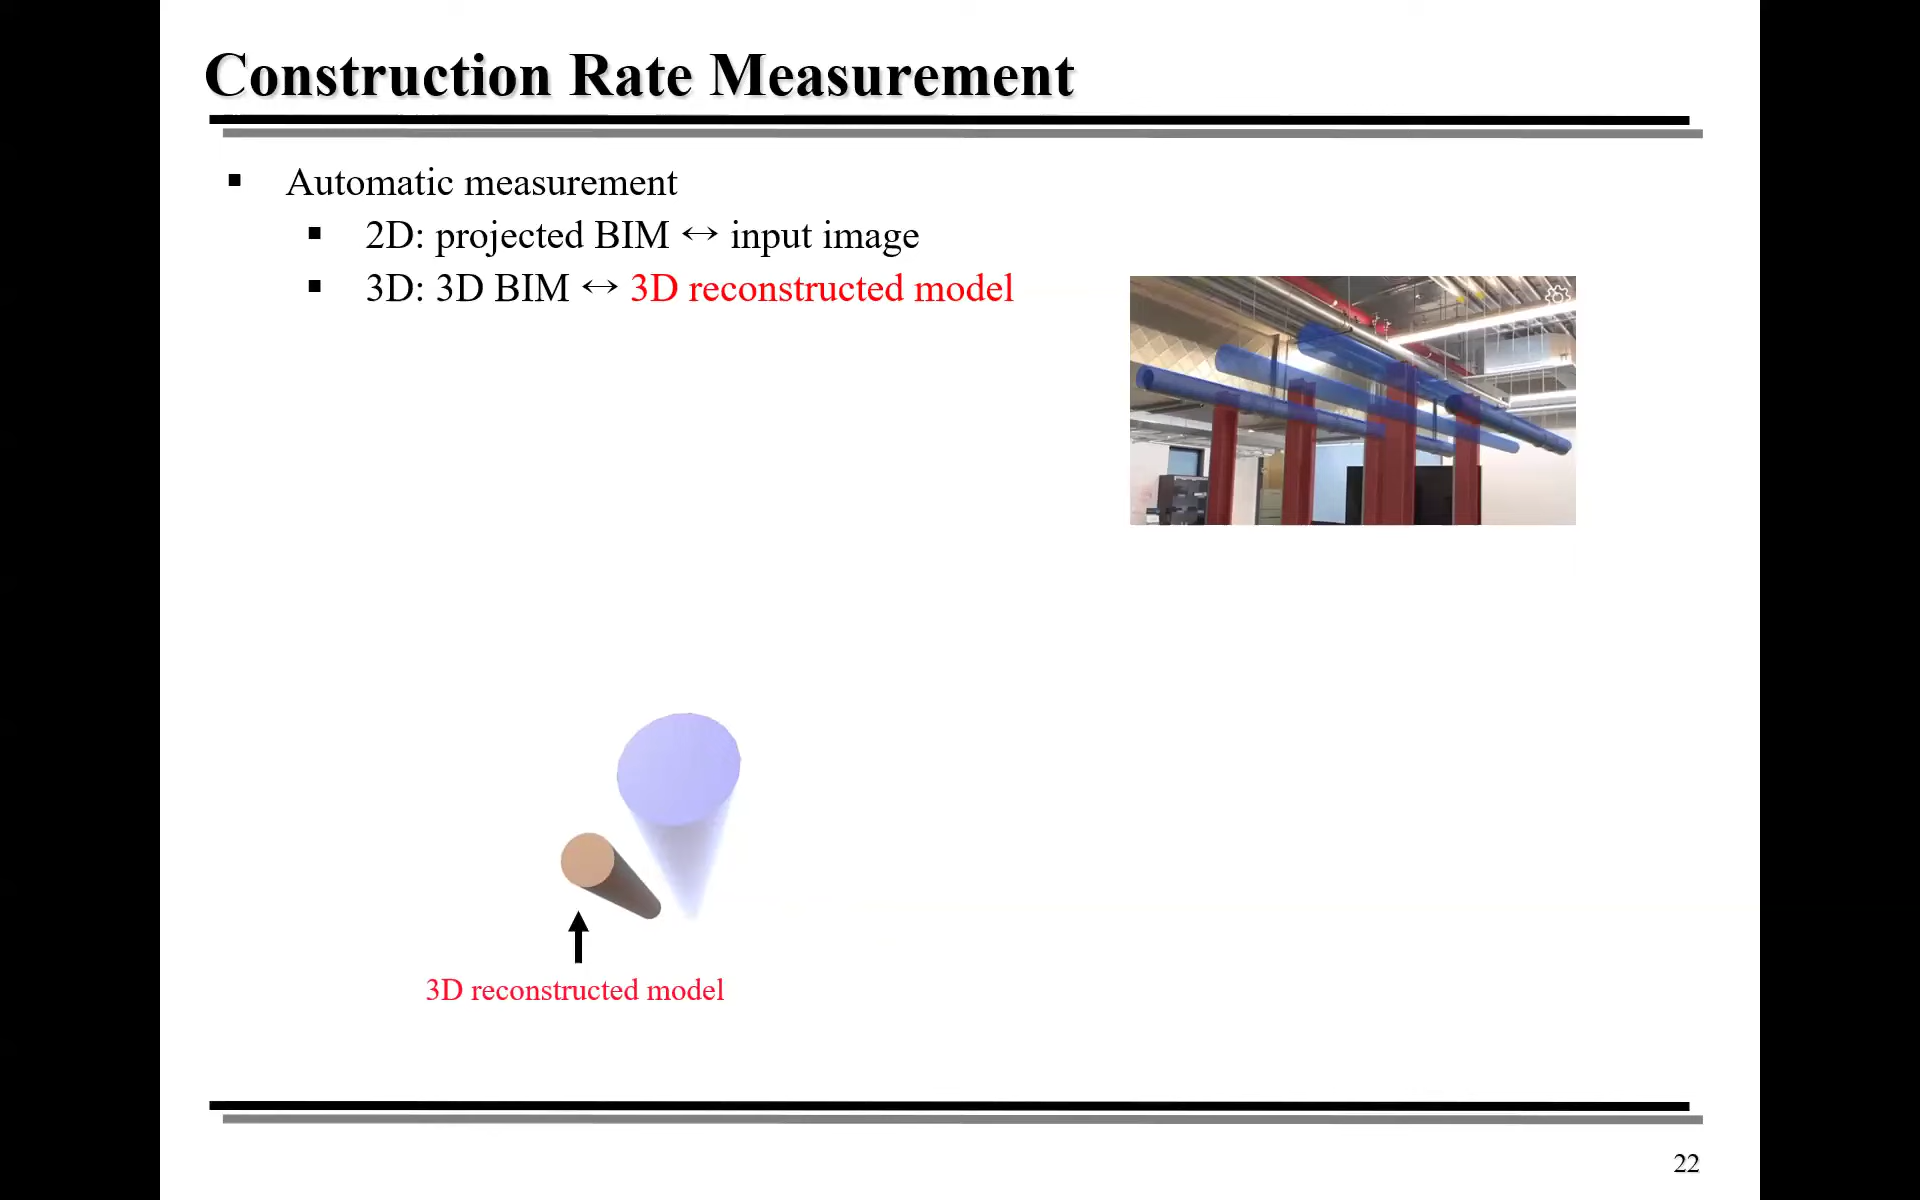 Construction Rate Measurement
Automatic measurement
2D: projected BIM ↔ input image
3D: 3D BIM ↔ 3D reconstructed model
3D reconstructed model
22